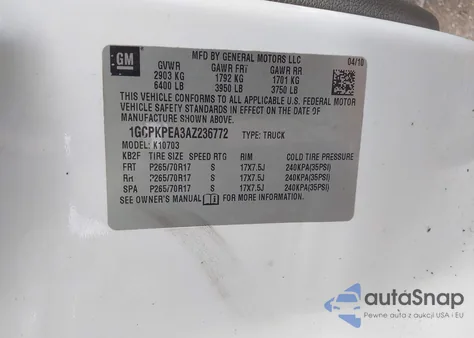 GM
MFD BY GENERAL MOTORS LLC
04/10
GVWR GAWR FRT GAWR RR
2903 KG 1792 KG 1701 KG
6400 LB 3950 LB 3750 LB
THIS VEHICLE CONFORMS TO ALL APPLICABLE U.S. FEDERAL MOTOR
VEHICLE SAFETY STANDARDS IN EFFECT ON THE DATE OF
MANUFACTURE SHOWN ABOVE.
1GCPKPEA3AZ236772 TYPE: TRUCK
MODEL: K10703
KB2F TIRE SIZE SPEED RTG RIM COLD TIRE PRESSURE
FRT P265/70R17 S 17X7.5J 240KPA(35PSI)
RR P265/70R17 S 17X7.5J 240KPA(35PSI)
SPA P265/70R17 S 17X7.5J 240KPA(35PSI)
SEE OWNER'S MANUAL FOR MORE INFORMATION.
autaSnap
Pewne auta z aukcji USA i EU